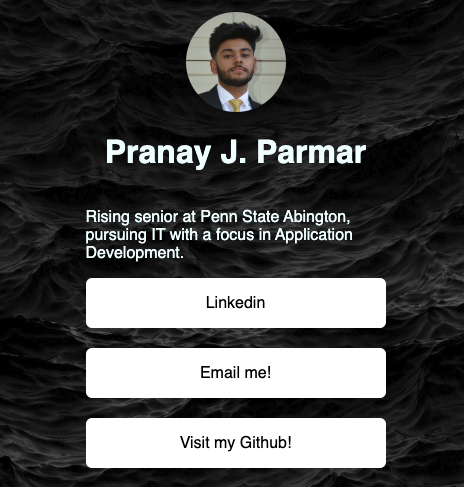 Pranay J. Parmar
Rising senior at Penn State Abington,
pursuing IT with a focus in Application
Development.
Linkedin
Email me!
Visit my Github!